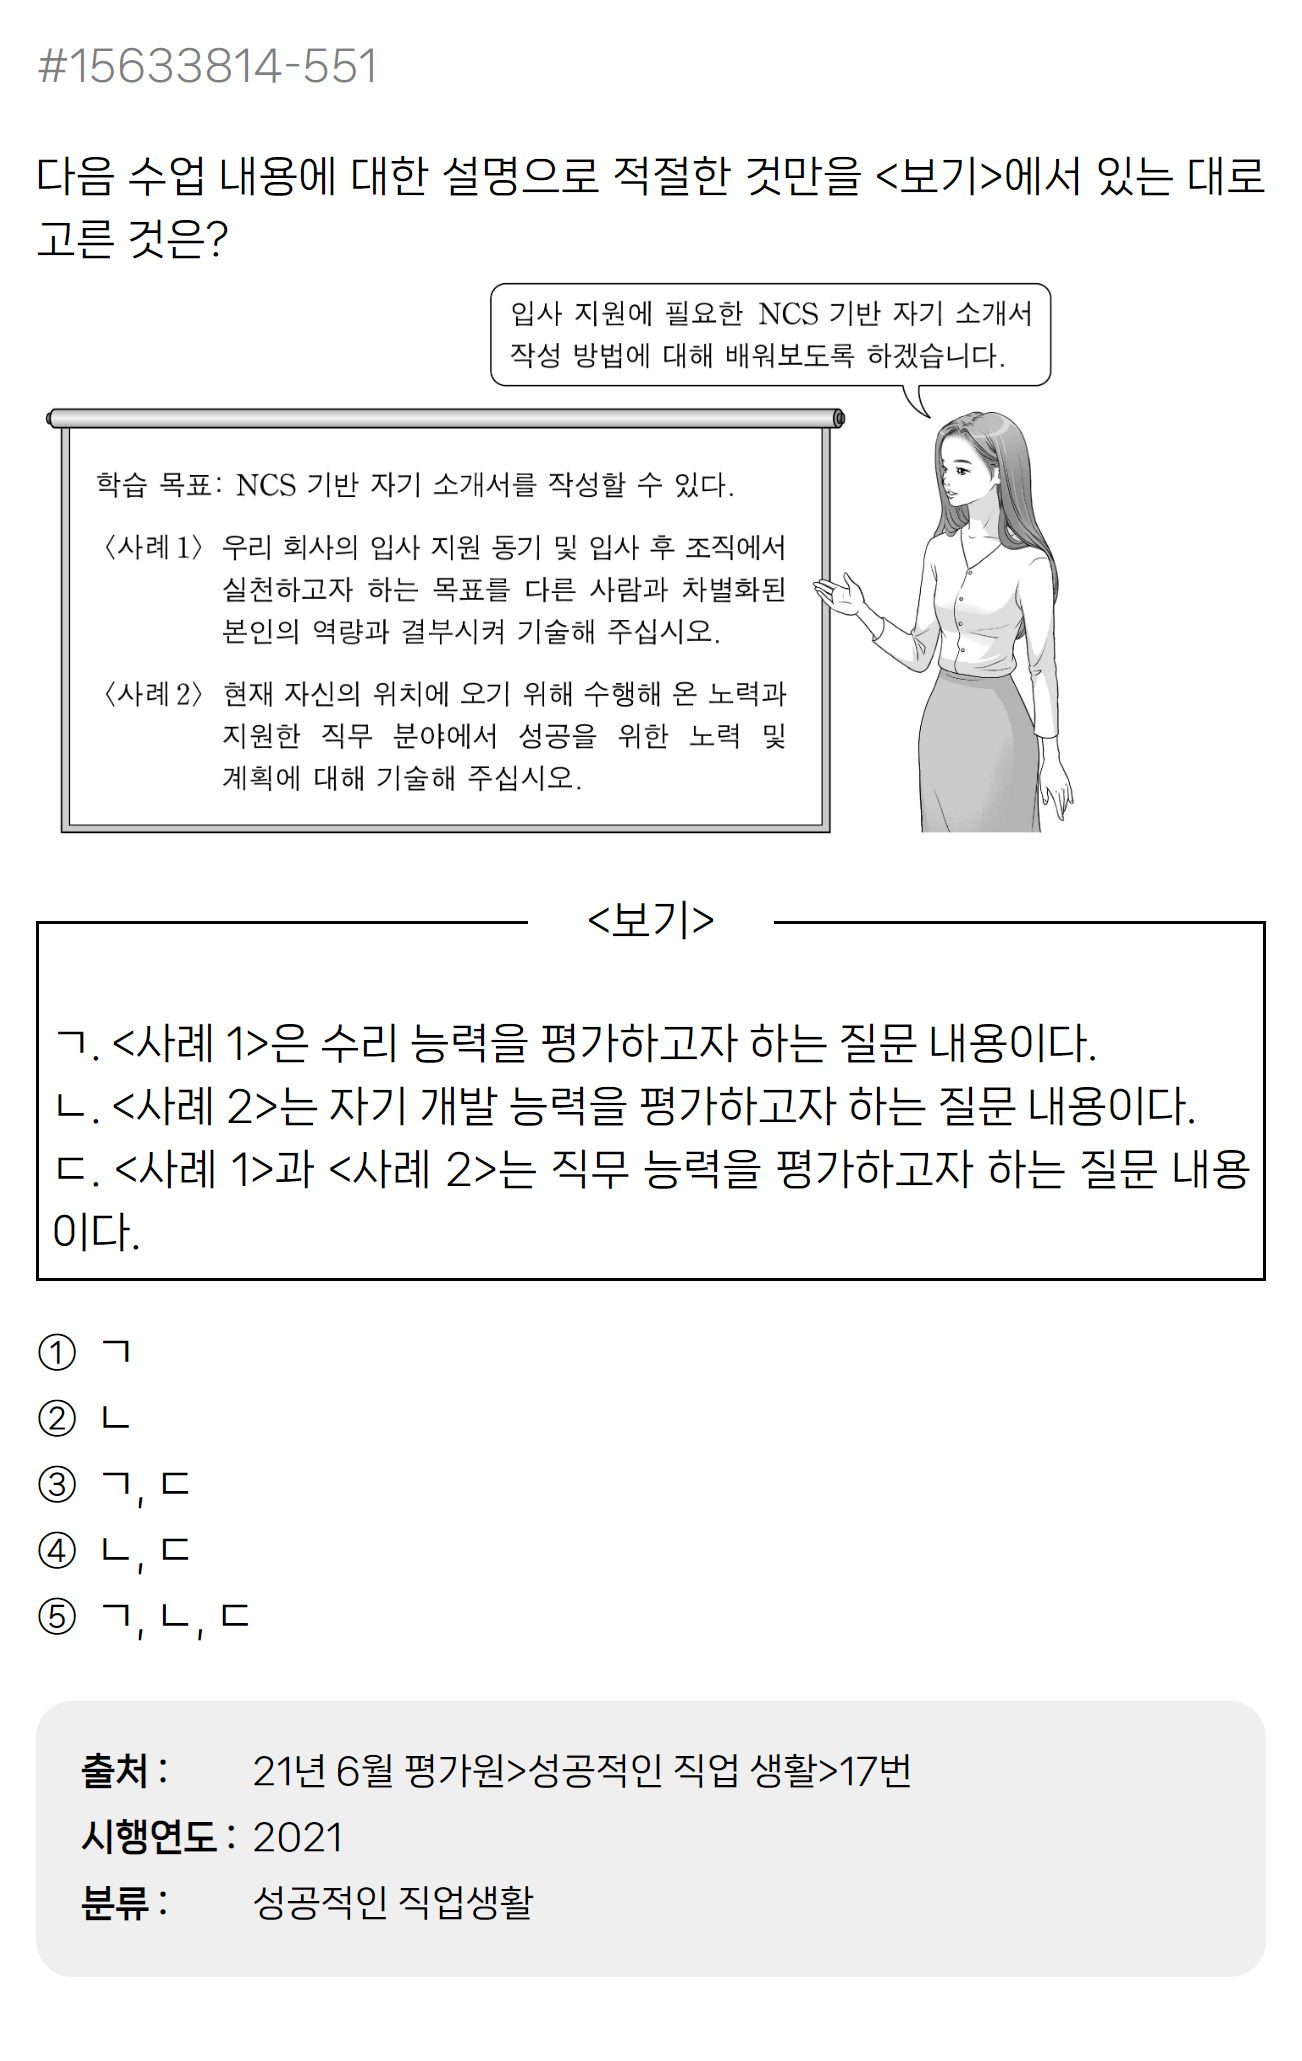 #15633814-551
다음 수업 내용에 대한 설명으로 적절한 것만을 <보기>에서 있는 대로
고른 것은?
입사 지원에 필요한 NCS 기반 자기 소개서
작성 방법에 대해 배워보도록 하겠습니다.
학습 목표: NCS 기반 자기 소개서를 작성할 수 있다.
〈사례 1〉 우리 회사의 입사 지원 동기 및 입사 후 조직에서
실천하고자 하는 목표를 다른 사람과 차별화된
본인의 역량과 결부시켜 기술해 주십시오.
〈사례 2〉 현재 자신의 위치에 오기 위해 수행해 온 노력과
지원한 직무 분야에서 성공을 위한 노력 및
계획에 대해 기술해 주십시오.
<보기>
ㄱ. <사례 1>은 수리 능력을 평가하고자 하는 질문 내용이다.
ㄴ. <사례 2>는 자기 개발 능력을 평가하고자 하는 질문 내용이다.
ㄷ. <사례 1>과 <사례 2>는 직무 능력을 평가하고자 하는 질문 내용
이다.
① ㄱ
② ㄴ
③ ㄱ, ㄷ
④ ㄴ, ㄷ
⑤ ㄱ, ㄴ, ㄷ
출처 : 21년 6월 평가원>성공적인 직업 생활>17번
시행연도 : 2021
분류 : 성공적인 직업생활